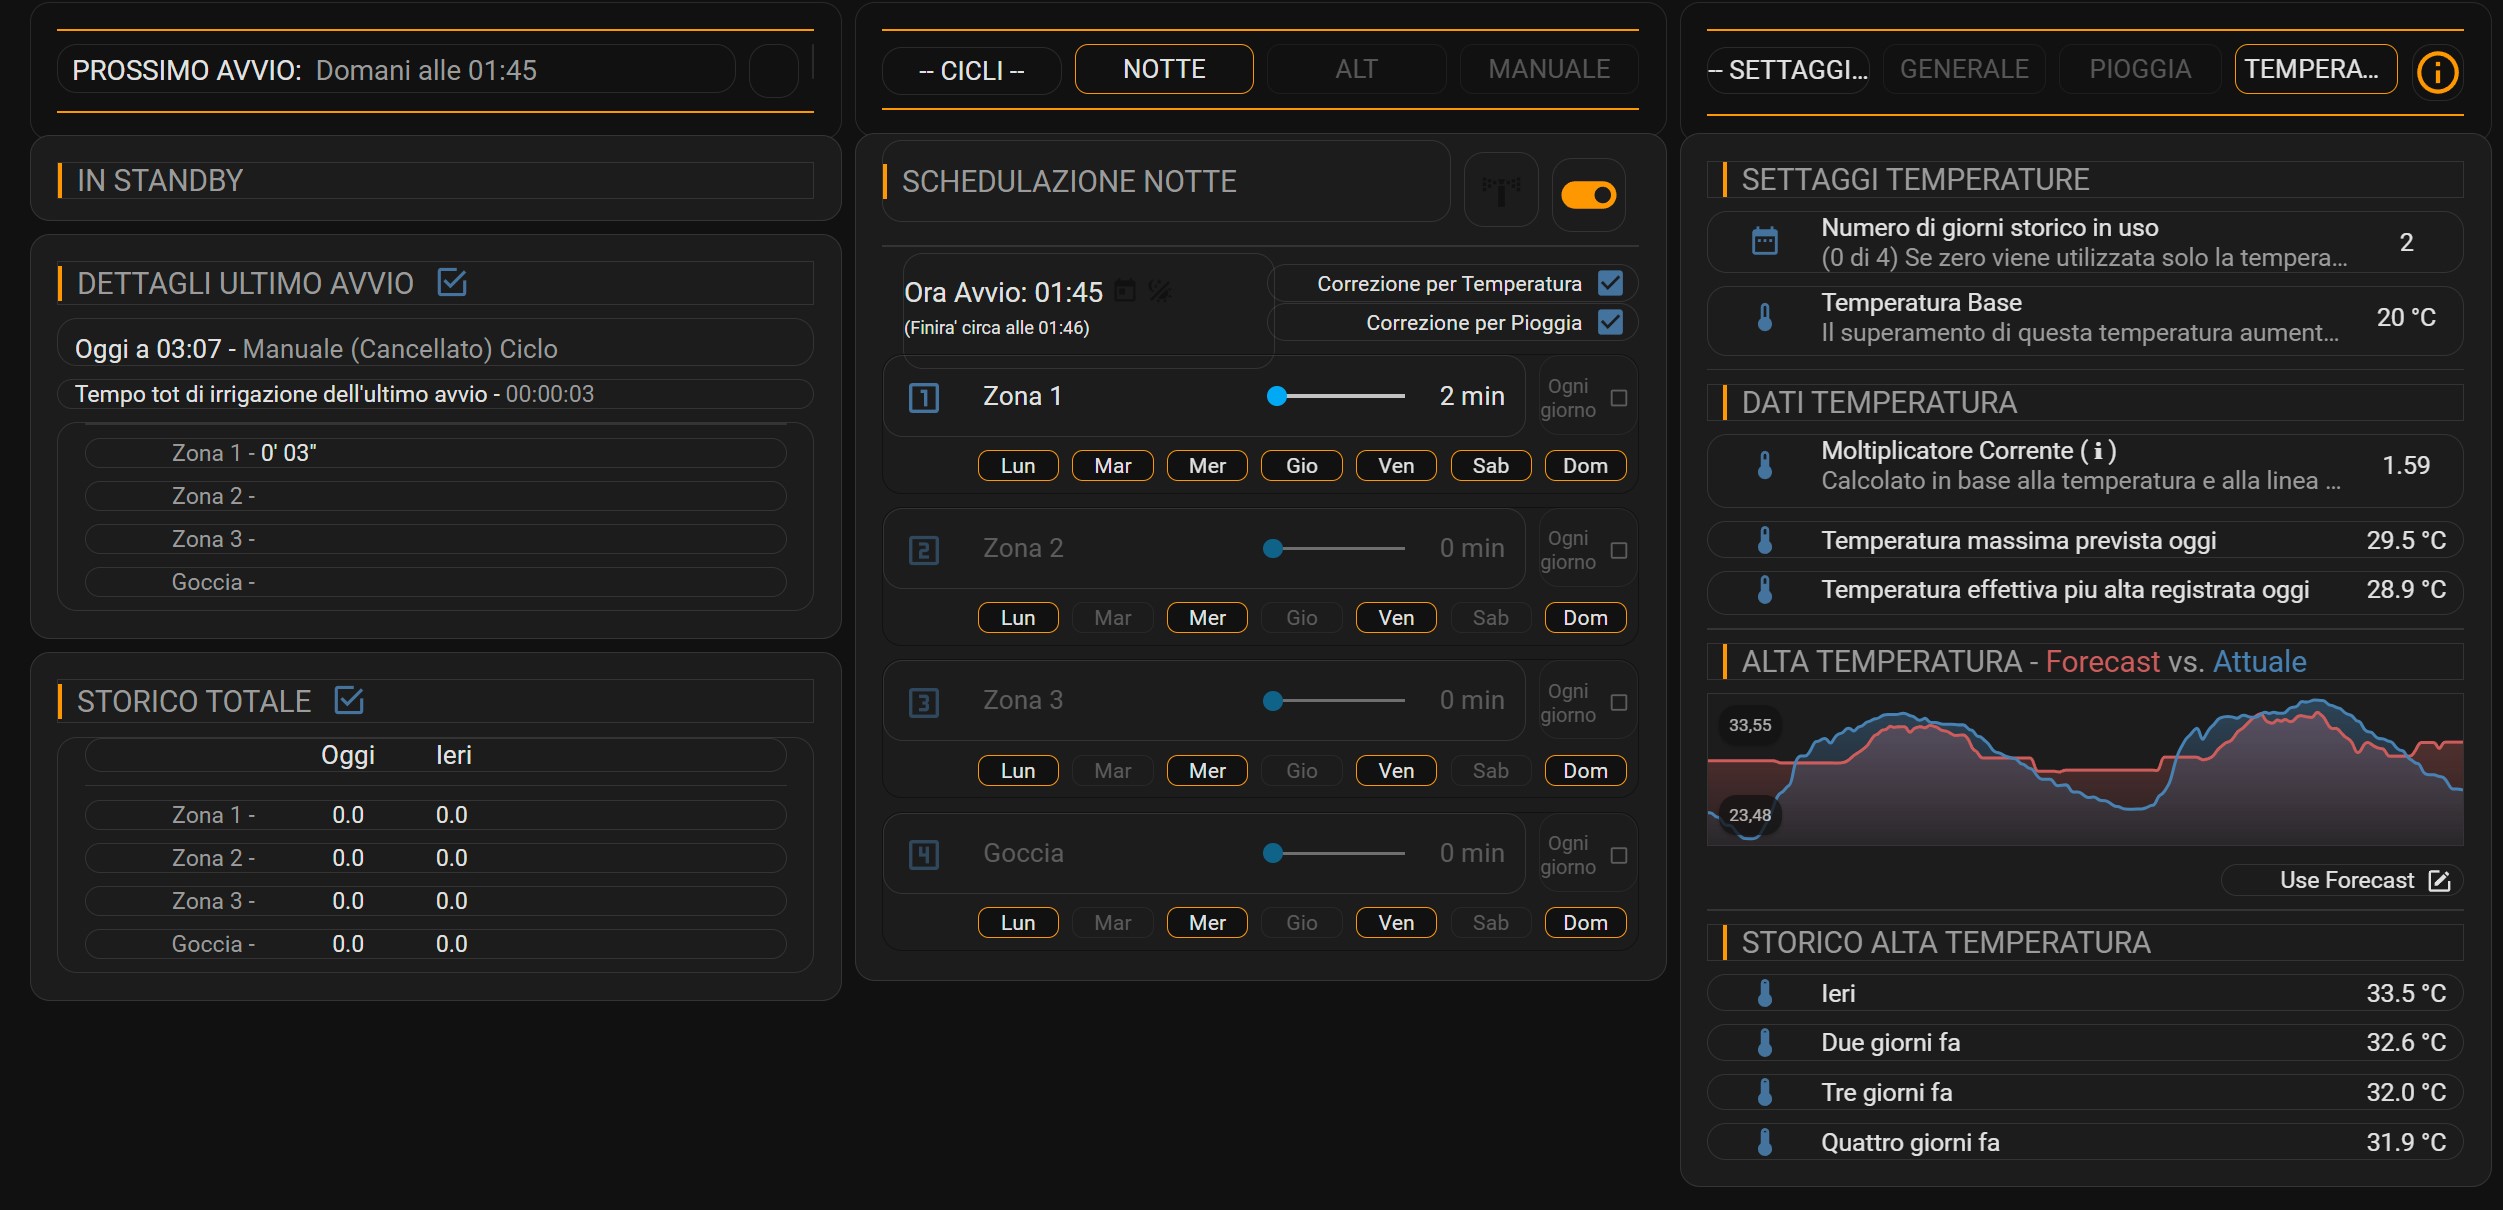 PROSSIMO AVVIO: Domani alle 01:45
IN STANDBY
DETTAGLI ULTIMO AVVIO
Oggi a 03:07 - Manuale (Cancellato) Ciclo
Tempo tot di irrigazione dell'ultimo avvio - 00:00:03
Zona 1 - 0' 03"
Zona 2 -
Zona 3 -
Goccia -
STORICO TOTALE
Oggi Ieri
Zona 1 - 0.0 0.0
Zona 2 - 0.0 0.0
Zona 3 - 0.0 0.0
Goccia - 0.0 0.0
-- CICLI -- NOTTE ALT MANUALE
SCHEDULAZIONE NOTTE
Ora Avvio: 01:45
(Finira' circa alle 01:46)
Correzione per Temperatura
Correzione per Pioggia
1 Zona 1 2 min Ogni
giorno
Lun Mar Mer Gio Ven Sab Dom
2 Zona 2 0 min Ogni
giorno
Lun Mar Mer Gio Ven Sab Dom
3 Zona 3 0 min Ogni
giorno
Lun Mar Mer Gio Ven Sab Dom
4 Goccia 0 min Ogni
giorno
Lun Mar Mer Gio Ven Sab Dom
-- SETTAGGI... GENERALE PIOGGIA TEMPERA...
SETTAGGI TEMPERATURE
Numero di giorni storico in uso 2
(0 di 4) Se zero viene utilizzata solo la tempera...
Temperatura Base 20 °C
Il superamento di questa temperatura aument...
DATI TEMPERATURA
Moltiplicatore Corrente ( i ) 1.59
Calcolato in base alla temperatura e alla linea ...
Temperatura massima prevista oggi 29.5 °C
Temperatura effettiva piu alta registrata oggi 28.9 °C
ALTA TEMPERATURA - Forecast vs. Attuale
33,55
23,48
Use Forecast
STORICO ALTA TEMPERATURA
Ieri 33.5 °C
Due giorni fa 32.6 °C
Tre giorni fa 32.0 °C
Quattro giorni fa 31.9 °C